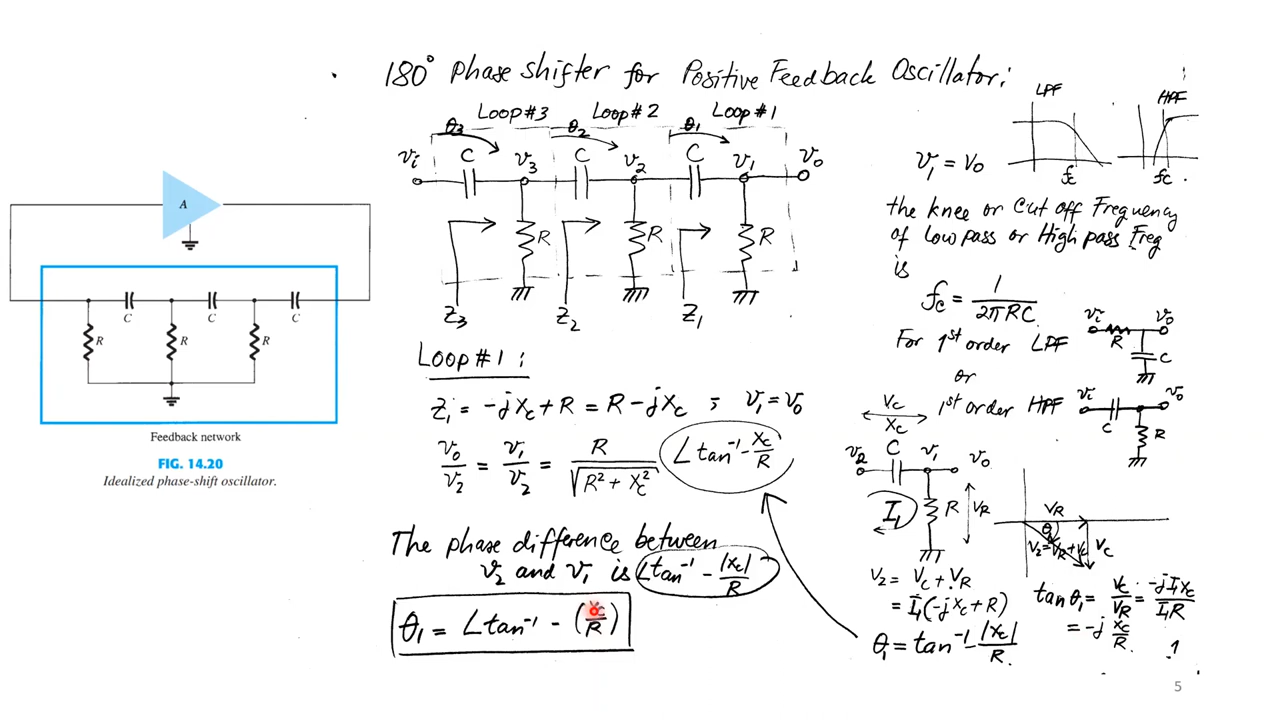 180° Phase Shifter for Positive Feedback Oscillator:
Loop#3 Loop#2 Loop#1
θ3 θ2 θ1
vi C v3 C v2 C v1 vo
R R R
Z3 Z2 Z1
A
C C C
R R R
Feedback network
FIG. 14.20
Idealized phase-shift oscillator.
Loop#1:
Z1 = -jXc + R = R - jXc ; v1 = vo
vo/v2 = v1/v2 = R/√(R² + Xc²) ∠tan⁻¹ - Xc/R
The phase difference between
v2 and v1 is ∠tan⁻¹ - |Xc|/R
θ1 = ∠tan⁻¹ - (Xc/R)
LPF HPF
fc fc
v1 = vo
the knee or cut off Frequency
of low pass or High pass Freq
is
fc = 1/2πRC
vi R vo
C
For 1st order LPF
or
1st order HPF
vi C vo
R
Vc
Xc
C
v2 v1 vo
I1 R VR
V2 = Vc + VR
= I1(-jXc + R)
θ1 = tan⁻¹ - |Xc|/R
VR
θ1
V2 = VR + Vc
Vc
tanθ1 = Vc/VR = -jI1Xc/I1R
= -j Xc/R
1
5